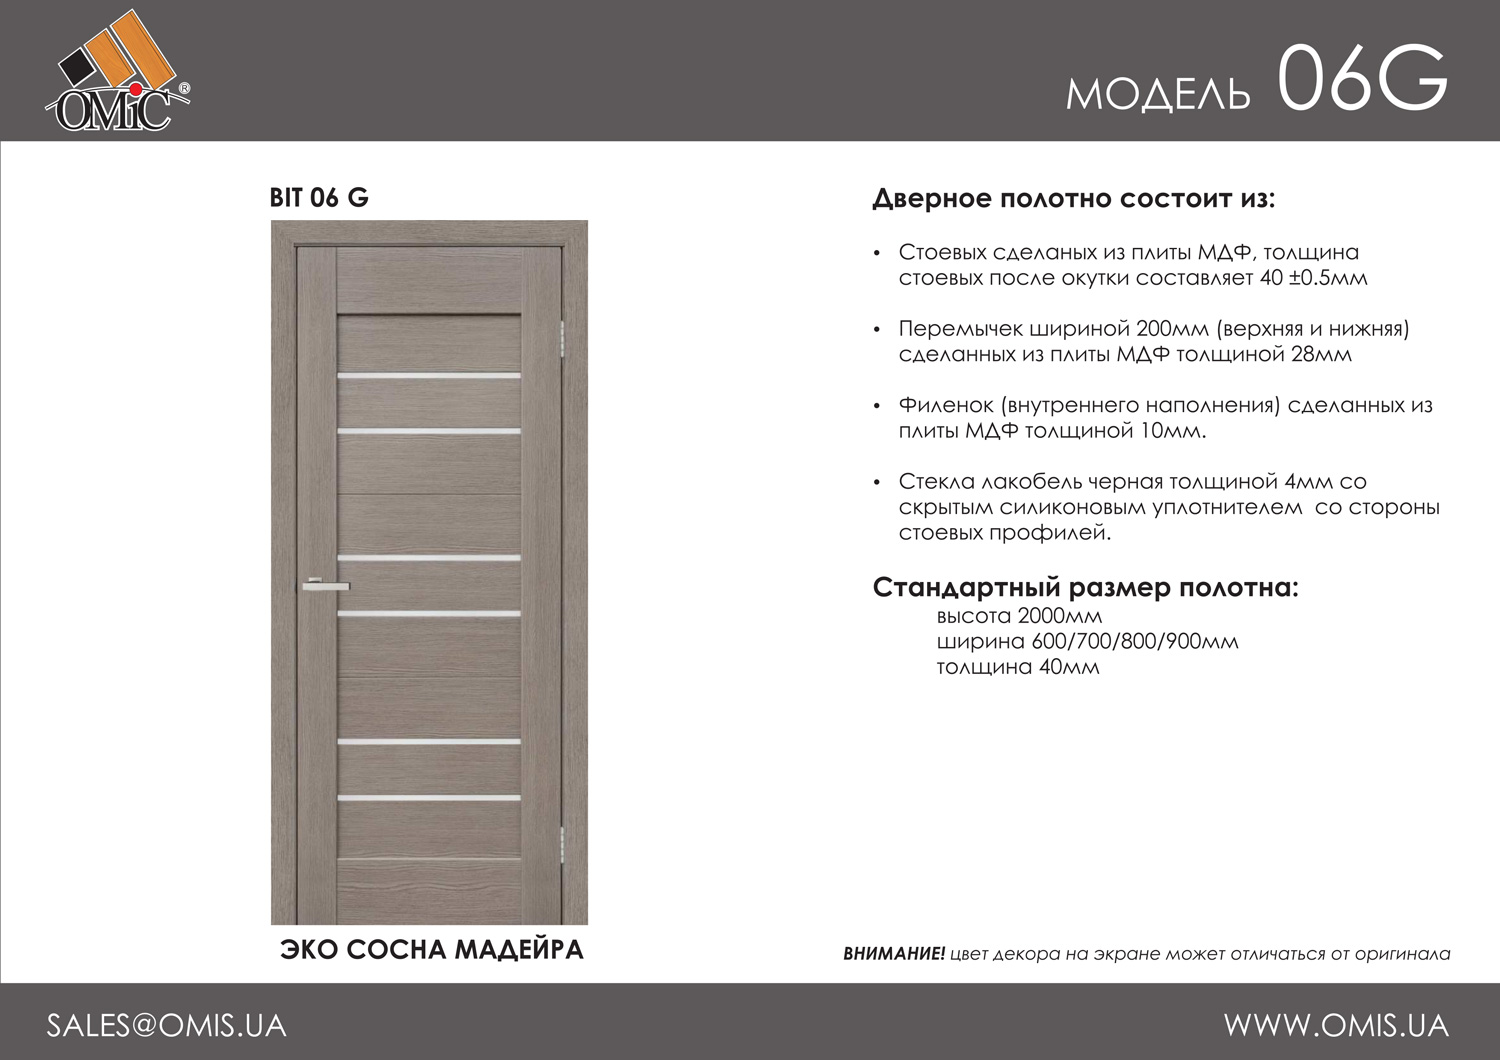 ОМіС ®
МОДЕЛЬ 06G
BIT 06 G
Дверное полотно состоит из:
• Стоевых сделаных из плиты МДФ, толщина
стоевых после окутки составляет 40 ±0.5мм
• Перемычек шириной 200мм (верхняя и нижняя)
сделанных из плиты МДФ толщиной 28мм
• Филенок (внутреннего наполнения) сделанных из
плиты МДФ толщиной 10мм.
• Стекла лакобель черная толщиной 4мм со
скрытым силиконовым уплотнителем со стороны
стоевых профилей.
Стандартный размер полотна:
высота 2000мм
ширина 600/700/800/900мм
толщина 40мм
ЭКО СОСНА МАДЕЙРА
ВНИМАНИЕ! цвет декора на экране может отличаться от оригинала
SALES@OMIS.UA
WWW.OMIS.UA